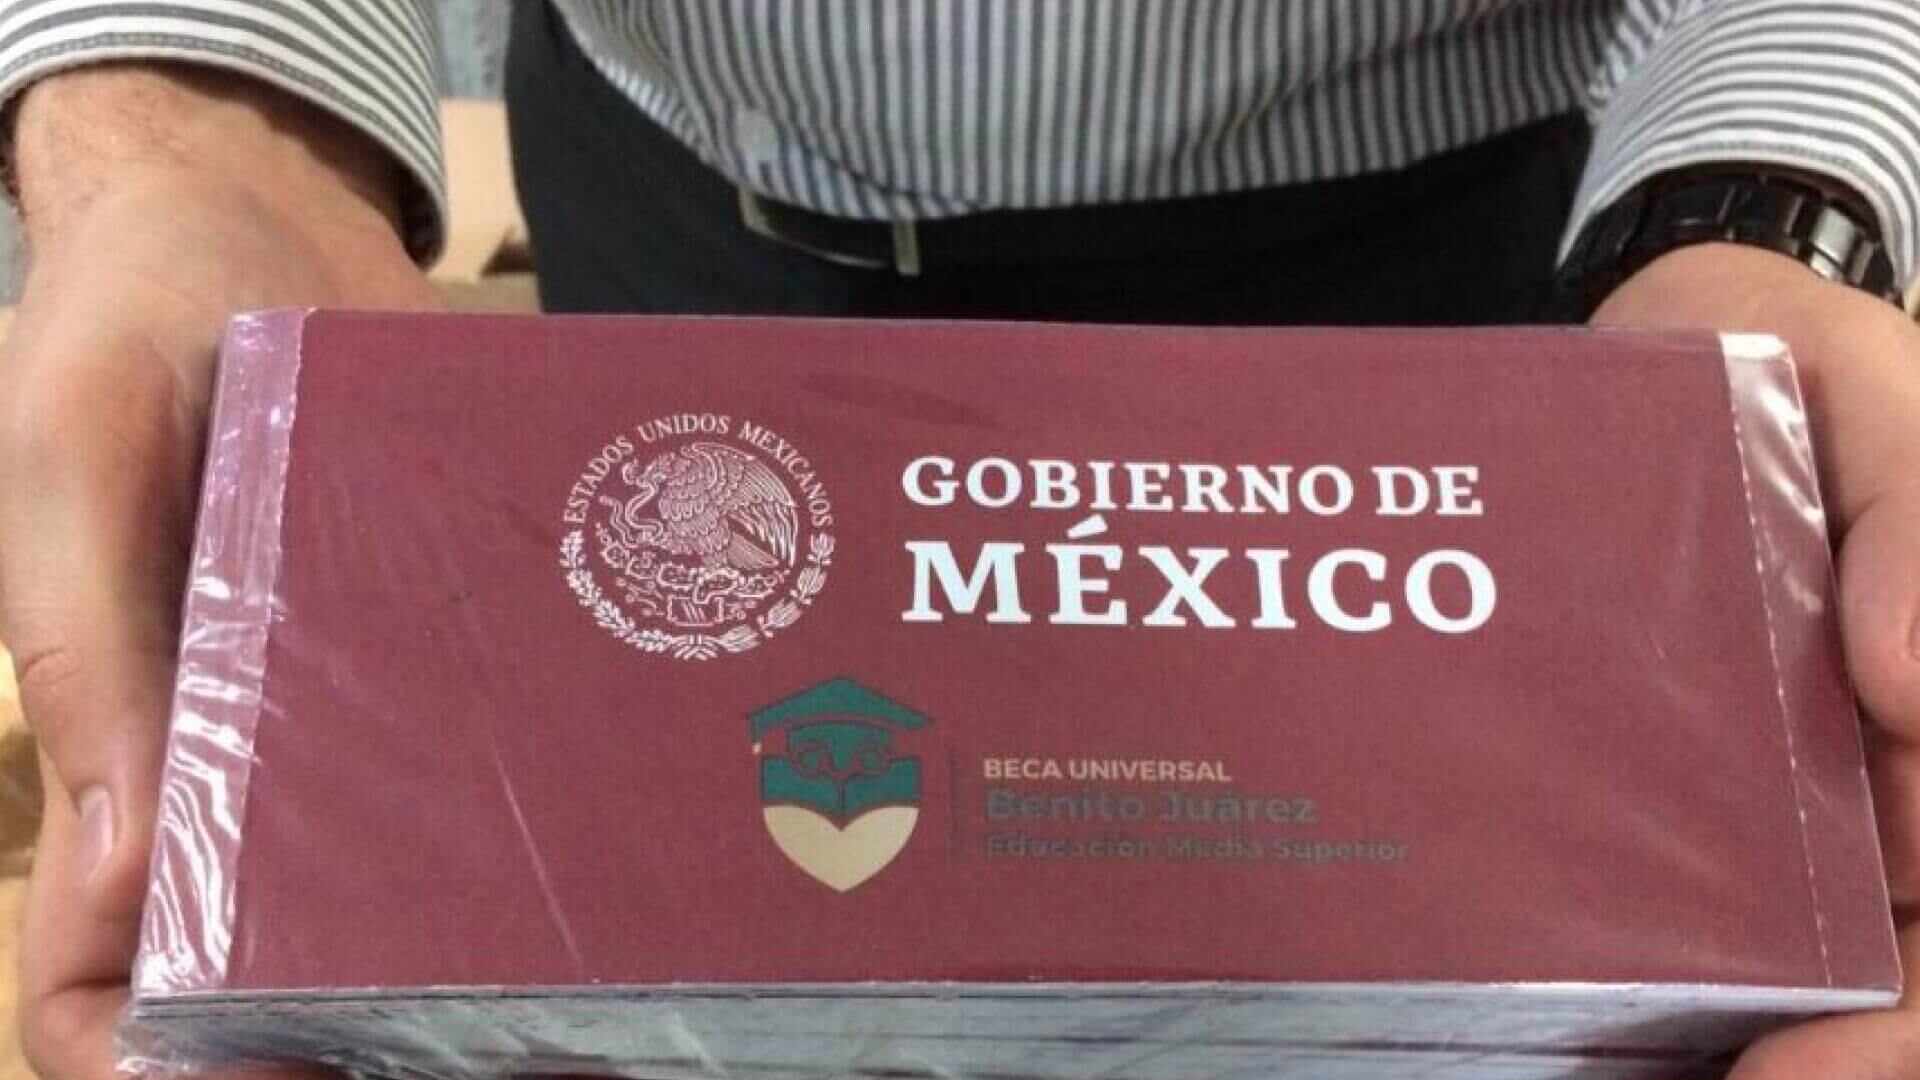 ESTADOS UNIDOS MEXICANOS
GOBIERNO DE
MÉXICO
BECA UNIVERSAL
Benito Juárez
Educación Media Superior